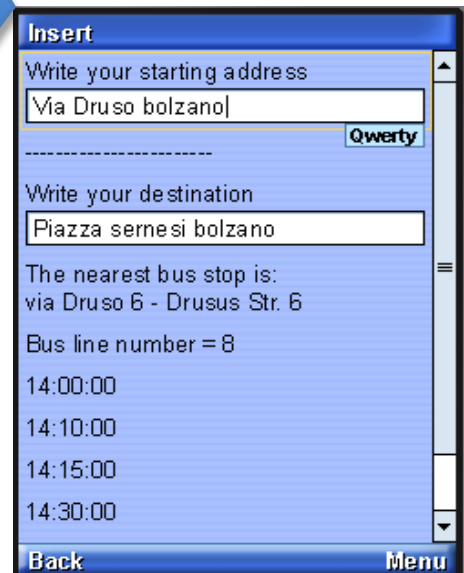 Insert
Write your starting address
Via Druso bolzano
Qwerty
------------------------
Write your destination
Piazza sernesi bolzano
The nearest bus stop is:
via Druso 6 - Drusus Str. 6
Bus line number = 8
14:00:00
14:10:00
14:15:00
14:30:00
Back Menu